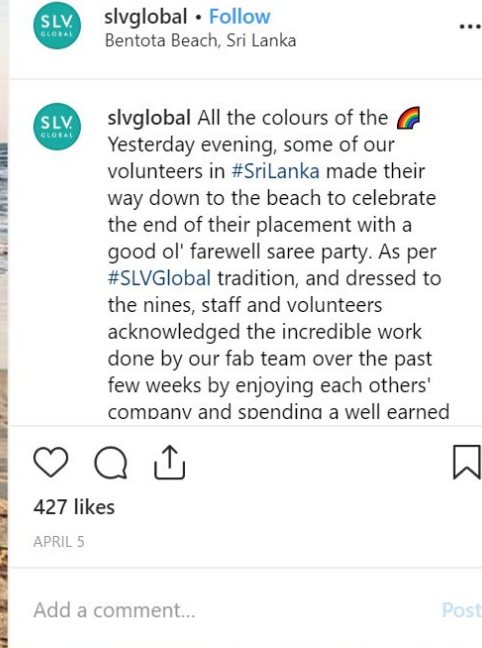 SLV.
GLOBAL
slvglobal • Follow
Bentota Beach, Sri Lanka
SLV.
GLOBAL
slvglobal All the colours of the 🌈
Yesterday evening, some of our
volunteers in #SriLanka made their
way down to the beach to celebrate
the end of their placement with a
good ol' farewell saree party. As per
#SLVGlobal tradition, and dressed to
the nines, staff and volunteers
acknowledged the incredible work
done by our fab team over the past
few weeks by enjoying each others'
company and spending a well earned
427 likes
APRIL 5
Add a comment...
Post